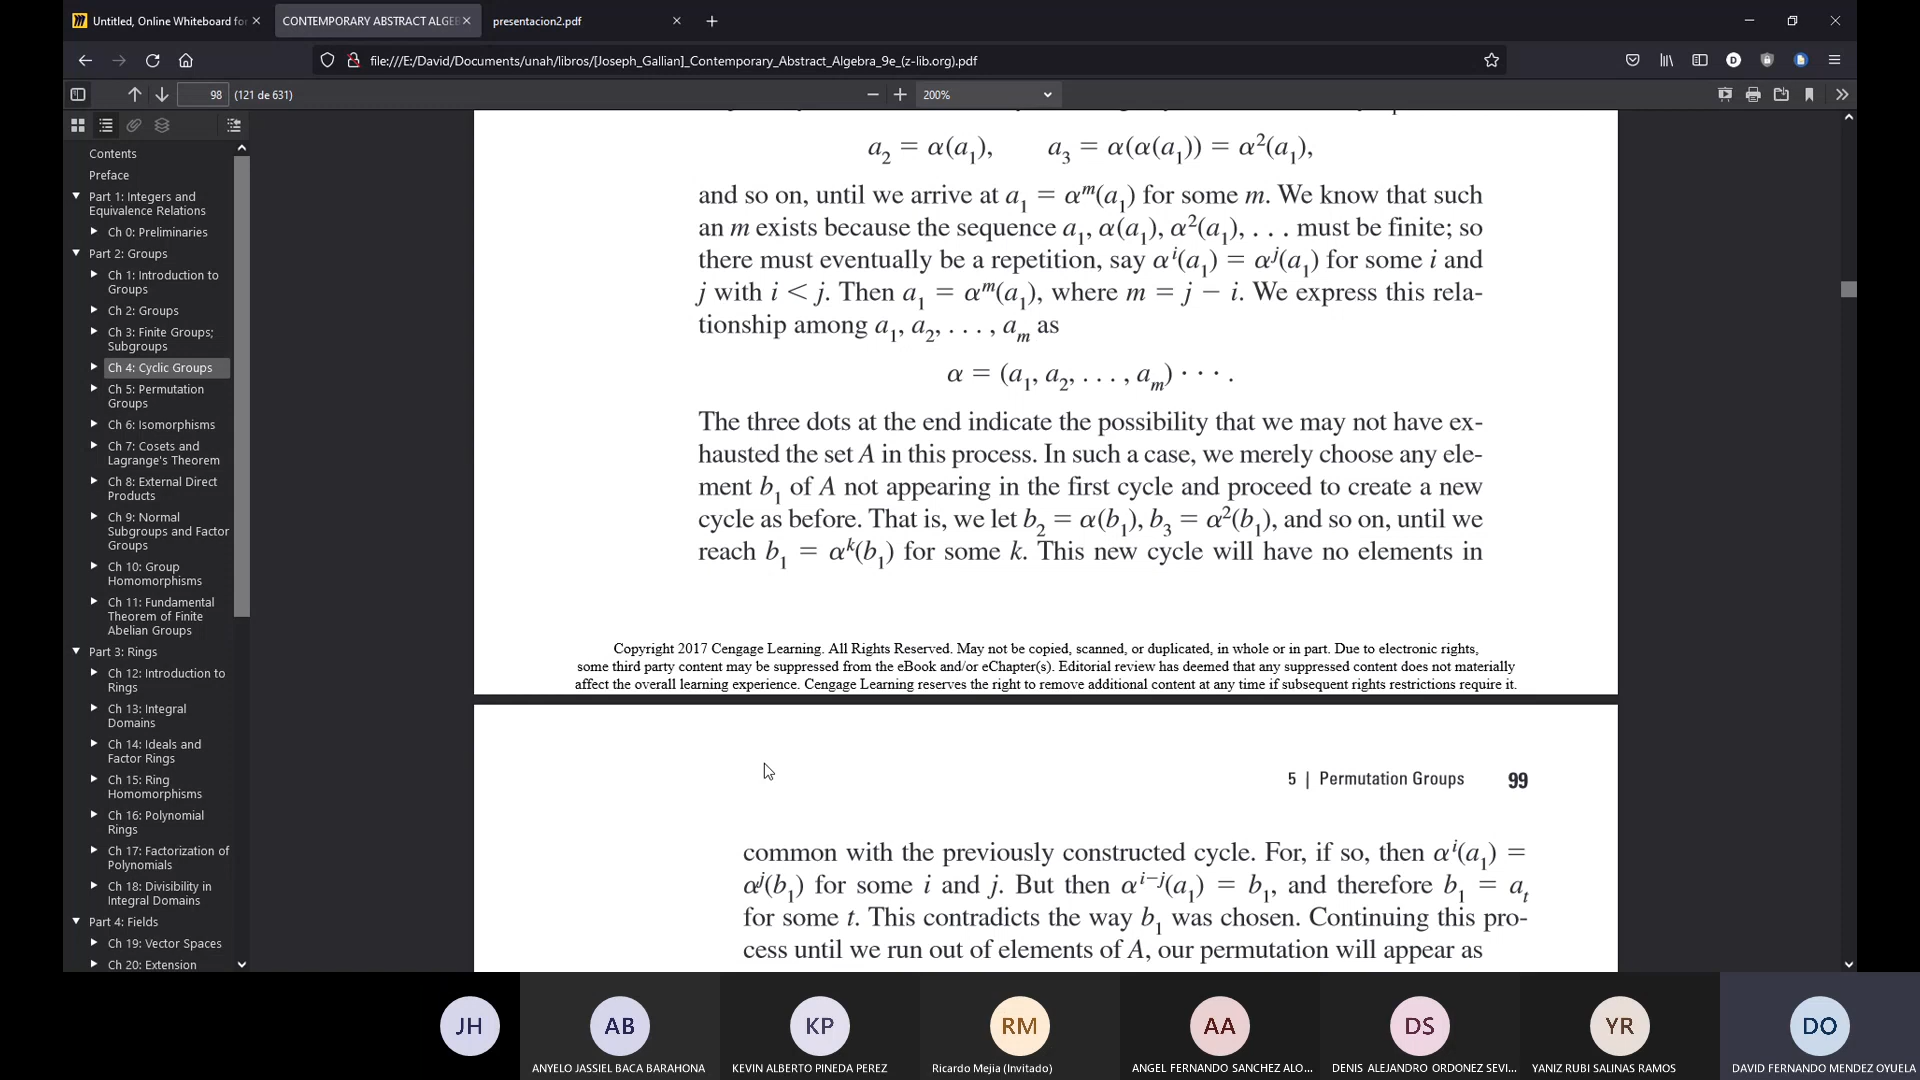 Untitled, Online Whiteboard for
CONTEMPORARY ABSTRACT ALGEB
presentacion2.pdf
file:///E:/David/Documents/unah/libros/[Joseph_Gallian]_Contemporary_Abstract_Algebra_9e_(z-lib.org).pdf
98 (121 de 631)
200%
Contents
Preface
Part 1: Integers and
Equivalence Relations
Ch 0: Preliminaries
Part 2: Groups
Ch 1: Introduction to
Groups
Ch 2: Groups
Ch 3: Finite Groups;
Subgroups
Ch 4: Cyclic Groups
Ch 5: Permutation
Groups
Ch 6: Isomorphisms
Ch 7: Cosets and
Lagrange's Theorem
Ch 8: External Direct
Products
Ch 9: Normal
Subgroups and Factor
Groups
Ch 10: Group
Homomorphisms
Ch 11: Fundamental
Theorem of Finite
Abelian Groups
Part 3: Rings
Ch 12: Introduction to
Rings
Ch 13: Integral
Domains
Ch 14: Ideals and
Factor Rings
Ch 15: Ring
Homomorphisms
Ch 16: Polynomial
Rings
Ch 17: Factorization of
Polynomials
Ch 18: Divisibility in
Integral Domains
Part 4: Fields
Ch 19: Vector Spaces
Ch 20: Extension
a₂ = α(a₁), a₃ = α(α(a₁)) = α²(a₁),
and so on, until we arrive at a₁ = αᵐ(a₁) for some m. We know that such
an m exists because the sequence a₁, α(a₁), α²(a₁), . . . must be finite; so
there must eventually be a repetition, say αⁱ(a₁) = αʲ(a₁) for some i and
j with i < j. Then a₁ = αᵐ(a₁), where m = j − i. We express this rela-
tionship among a₁, a₂, . . . , aₘ as
α = (a₁, a₂, . . . , aₘ) · · · .
The three dots at the end indicate the possibility that we may not have ex-
hausted the set A in this process. In such a case, we merely choose any ele-
ment b₁ of A not appearing in the first cycle and proceed to create a new
cycle as before. That is, we let b₂ = α(b₁), b₃ = α²(b₁), and so on, until we
reach b₁ = αᵏ(b₁) for some k. This new cycle will have no elements in
Copyright 2017 Cengage Learning. All Rights Reserved. May not be copied, scanned, or duplicated, in whole or in part. Due to electronic rights,
some third party content may be suppressed from the eBook and/or eChapter(s). Editorial review has deemed that any suppressed content does not materially
affect the overall learning experience. Cengage Learning reserves the right to remove additional content at any time if subsequent rights restrictions require it.
5 | Permutation Groups 99
common with the previously constructed cycle. For, if so, then αⁱ(a₁) =
αʲ(b₁) for some i and j. But then αⁱ⁻ʲ(a₁) = b₁, and therefore b₁ = aₜ
for some t. This contradicts the way b₁ was chosen. Continuing this pro-
cess until we run out of elements of A, our permutation will appear as
JH
AB
KP
RM
AA
DS
YR
DO
ANYELO JASSIEL BACA BARAHONA
KEVIN ALBERTO PINEDA PEREZ
Ricardo Mejia (Invitado)
ANGEL FERNANDO SANCHEZ ALO...
DENIS ALEJANDRO ORDONEZ SEVI...
YANIZ RUBI SALINAS RAMOS
DAVID FERNANDO MENDEZ OYUELA